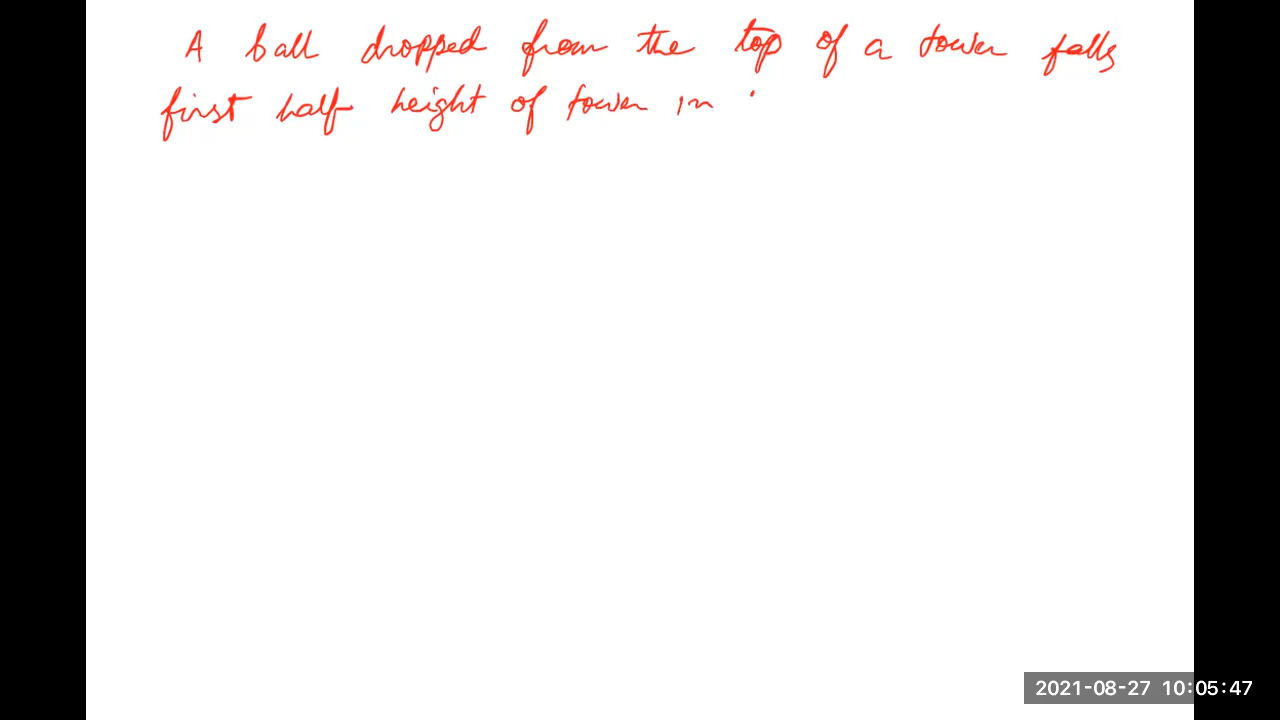 A ball dropped from the top of a tower falls
first half height of tower in
2021-08-27 10:05:47